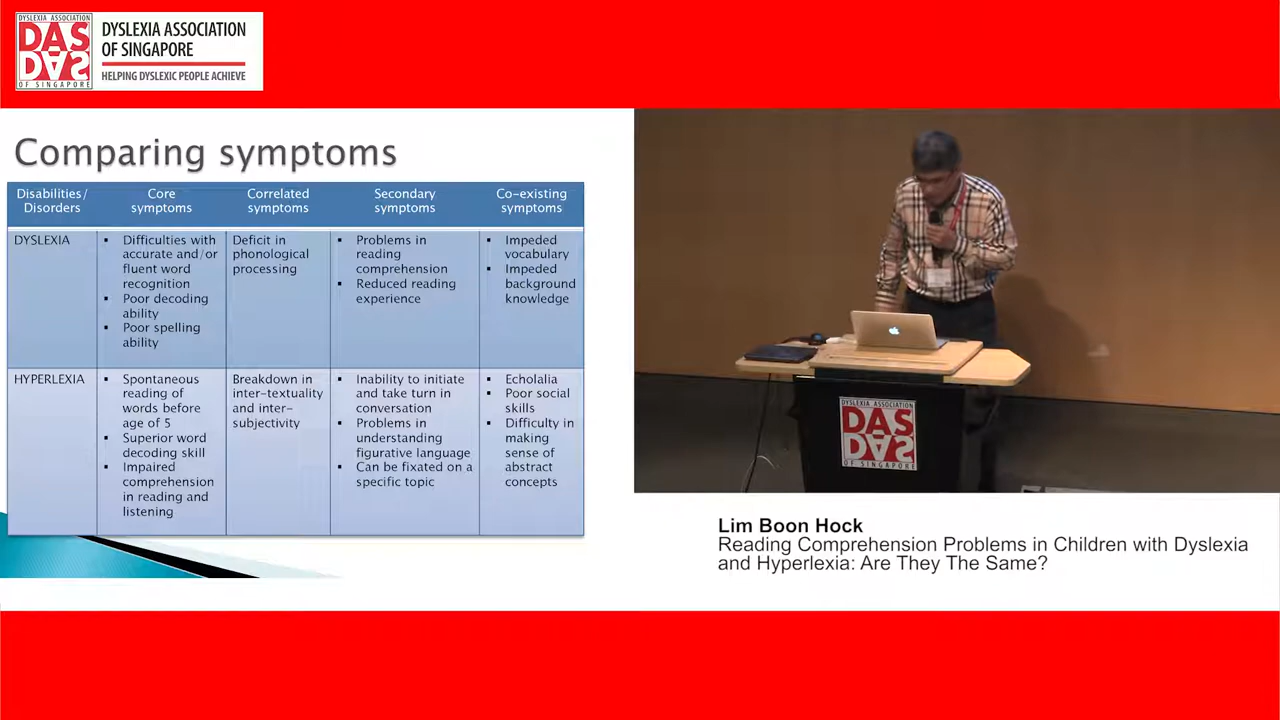 DYSLEXIA ASSOCIATION
DAS
DAS
OF SINGAPORE
DYSLEXIA ASSOCIATION
OF SINGAPORE
HELPING DYSLEXIC PEOPLE ACHIEVE
Comparing symptoms
Disabilities/
Disorders
Core
symptoms
Correlated
symptoms
Secondary
symptoms
Co-existing
symptoms
DYSLEXIA
▪ Difficulties with
accurate and/or
fluent word
recognition
▪ Poor decoding
ability
▪ Poor spelling
ability
Deficit in
phonological
processing
▪ Problems in
reading
comprehension
▪ Reduced reading
experience
▪ Impeded
vocabulary
▪ Impeded
background
knowledge
HYPERLEXIA
▪ Spontaneous
reading of
words before
age of 5
▪ Superior word
decoding skill
▪ Impaired
comprehension
in reading and
listening
Breakdown in
inter-textuality
and inter-
subjectivity
▪ Inability to initiate
and take turn in
conversation
▪ Problems in
understanding
figurative language
▪ Can be fixated on a
specific topic
▪ Echolalia
▪ Poor social
skills
▪ Difficulty in
making
sense of
abstract
concepts
DYSLEXIA ASSOCIATION
DAS
DAS
OF SINGAPORE
Lim Boon Hock
Reading Comprehension Problems in Children with Dyslexia
and Hyperlexia: Are They The Same?